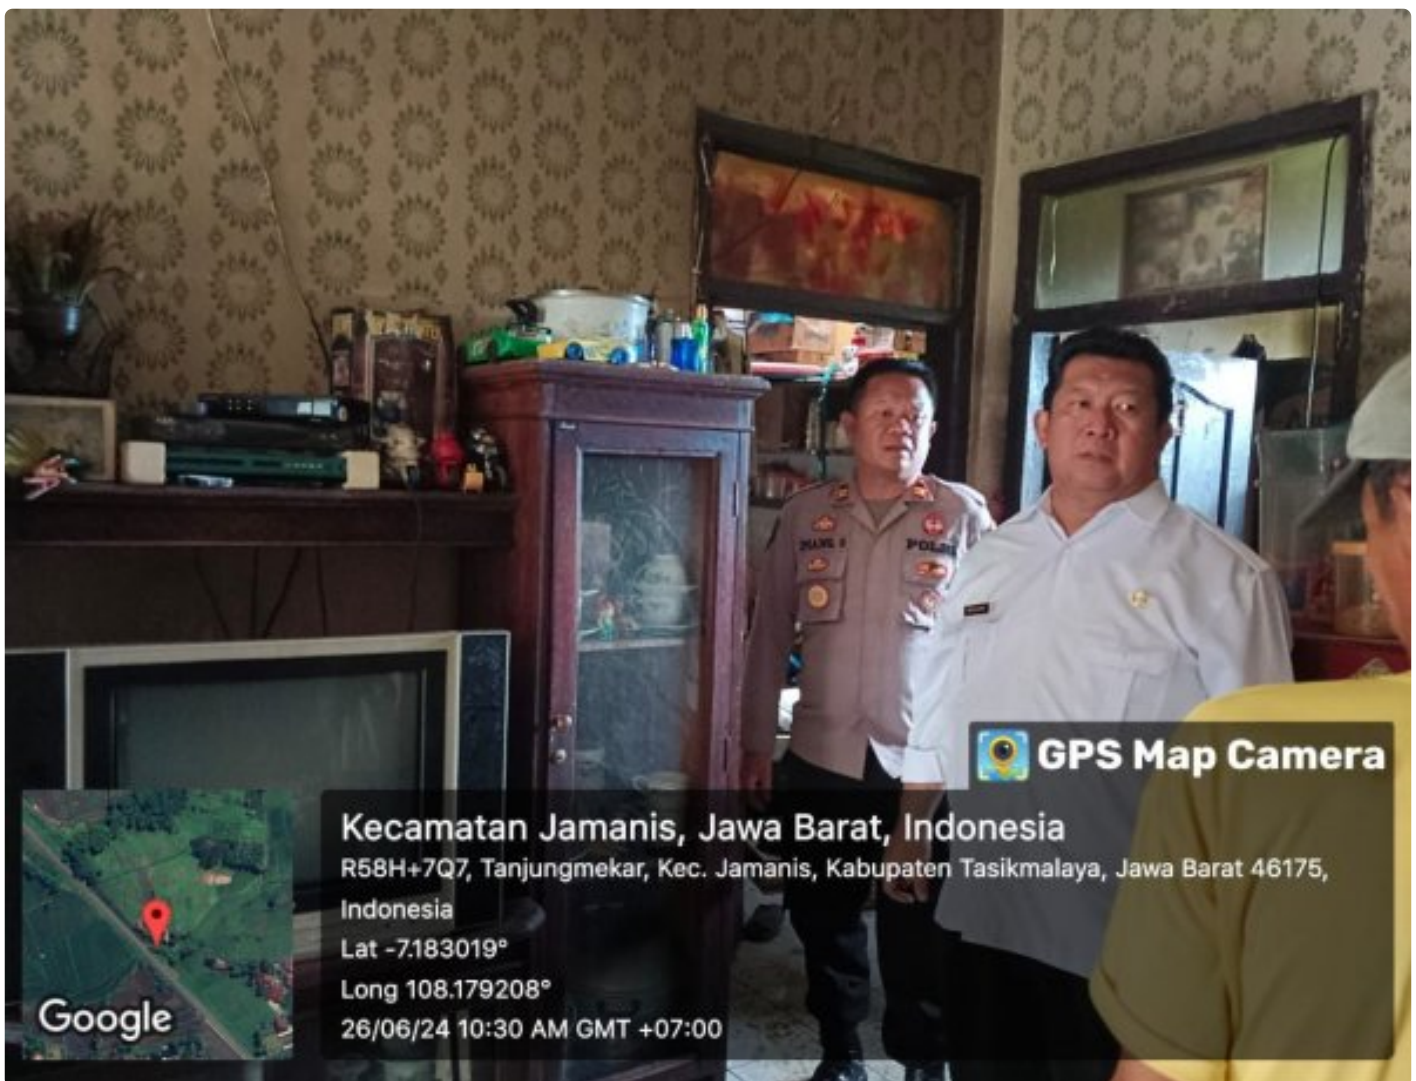 POLRI
GPS Map Camera
Kecamatan Jamanis, Jawa Barat, Indonesia
R58H+7Q7, Tanjungmekar, Kec. Jamanis, Kabupaten Tasikmalaya, Jawa Barat 46175,
Indonesia
Lat -7.183019°
Long 108.179208°
26/06/24 10:30 AM GMT +07:00
Google